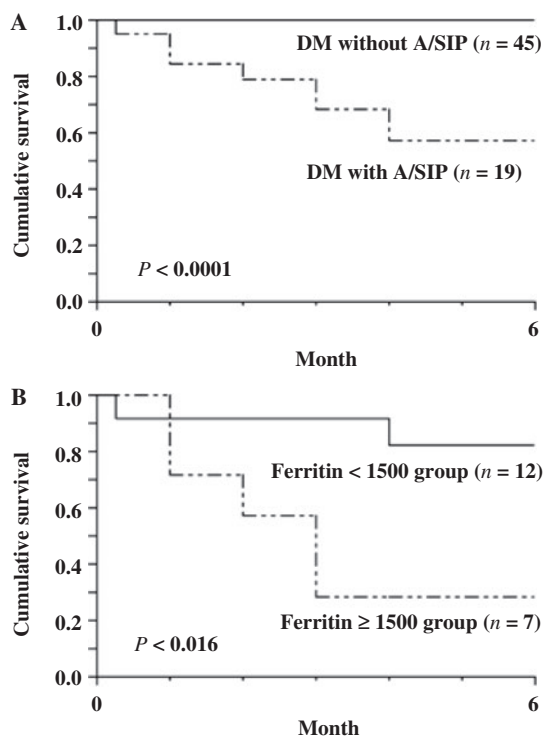 A
Cumulative survival
1.0
0.8
0.6
0.4
0.2
0.0
DM without A/SIP (n = 45)
DM with A/SIP (n = 19)
P < 0.0001
0
6
Month
B
Cumulative survival
1.0
0.8
0.6
0.4
0.2
0.0
Ferritin < 1500 group (n = 12)
Ferritin ≥ 1500 group (n = 7)
P < 0.016
0
6
Month